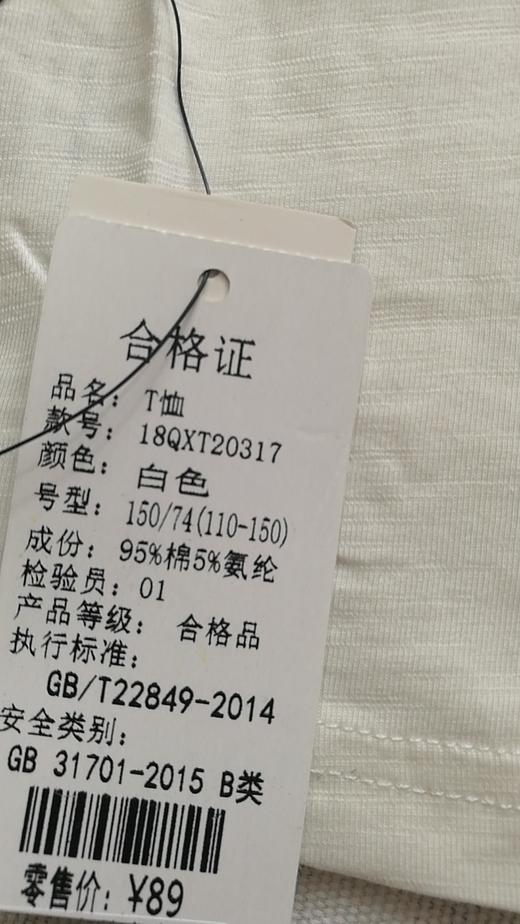 合格证
品名: T恤
款号: 18QXT20317
颜色: 白色
号型: 150/74(110-150)
成份: 95%棉5%氨纶
检验员: 01
产品等级: 合格品
执行标准:
GB/T22849-2014
安全类别:
GB 31701-2015 B类
零售价: ¥89